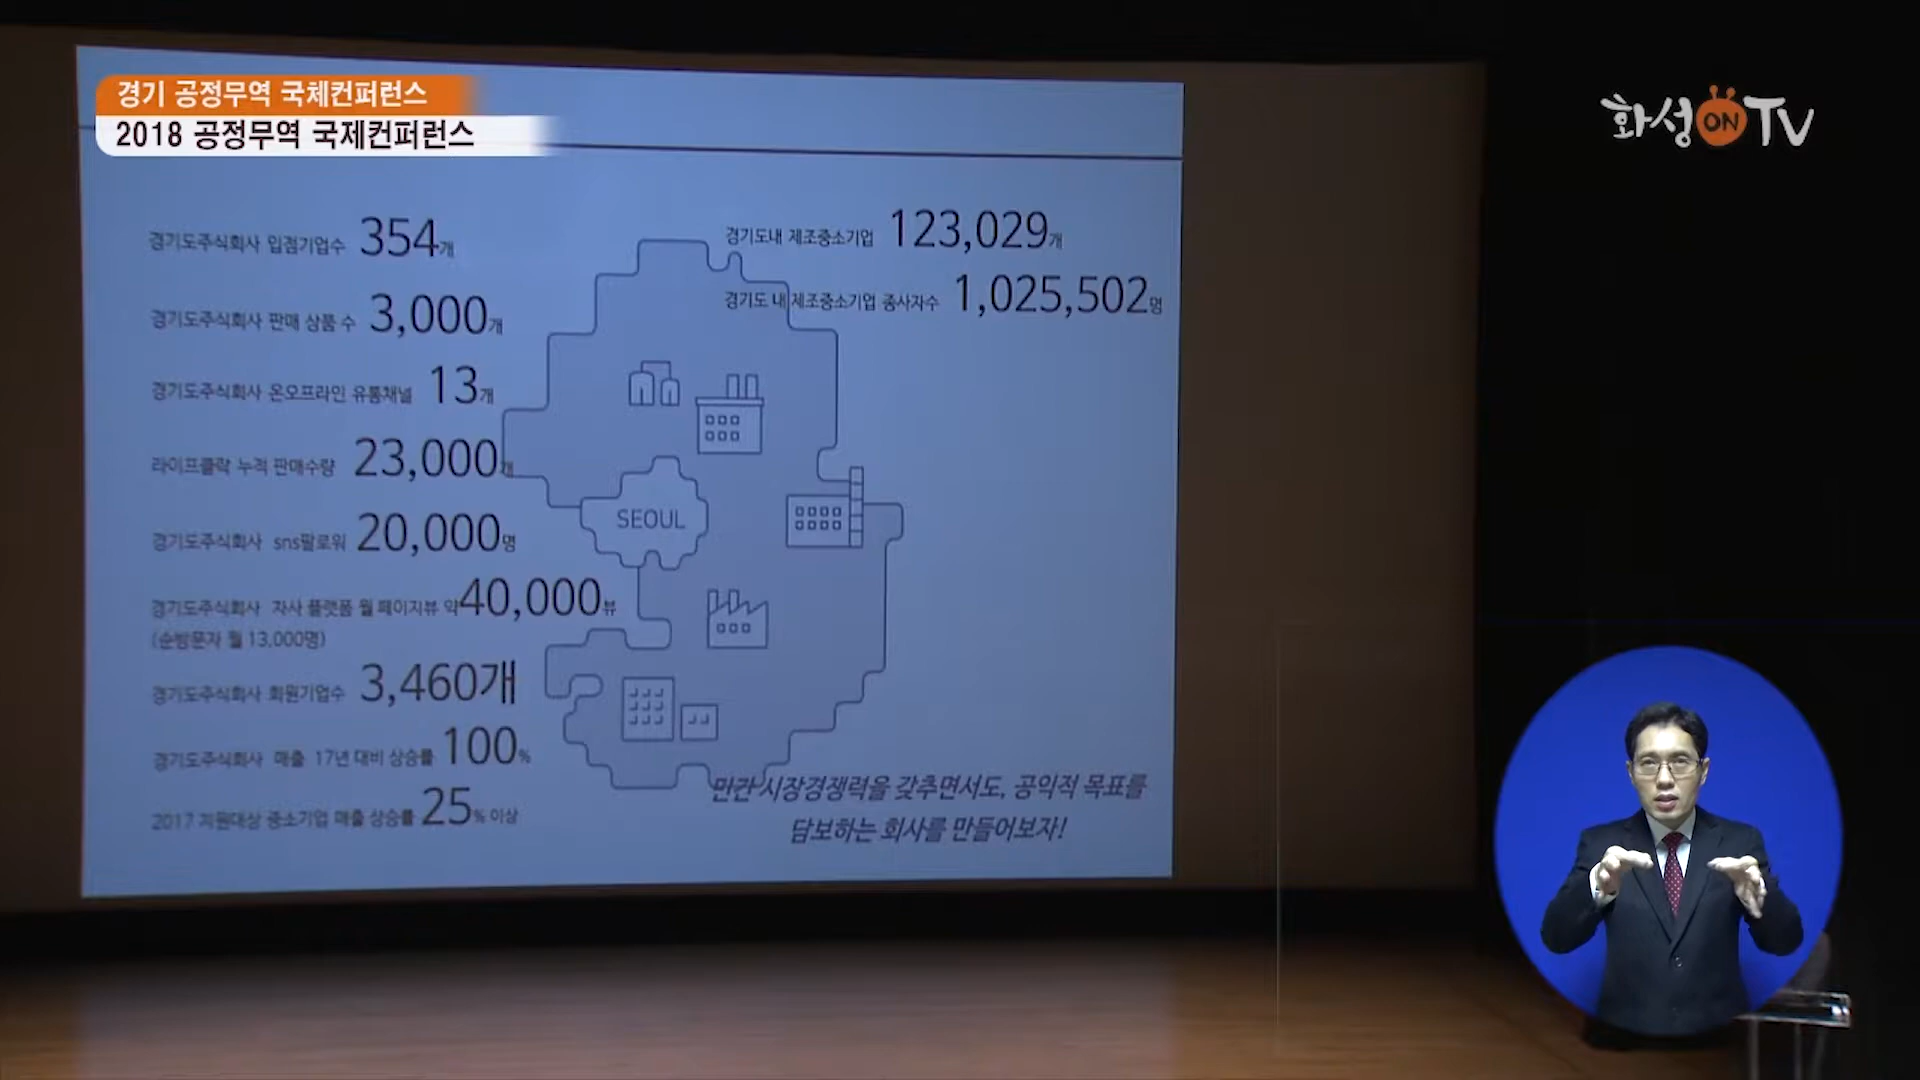 경기 공정무역 국체컨퍼런스
2018 공정무역 국제컨퍼런스
화성 ON TV
경기도주식회사 입점기업수 354개
경기도주식회사 판매 상품 수 3,000개
경기도주식회사 온오프라인 유통채널 13개
라이프클락 누적 판매수량 23,000개
경기도주식회사 sns팔로워 20,000명
경기도주식회사 자사 플랫폼 월 페이지뷰 약40,000뷰
(순방문자 월 13,000명)
경기도주식회사 회원기업수 3,460개
경기도주식회사 매출 17년 대비 상승률 100%
2017 지원대상 중소기업 매출 상승률 25% 이상
경기도내 제조중소기업 123,029개
경기도 내 제조중소기업 종사자수 1,025,502명
SEOUL
민간 시장경쟁력을 갖추면서도, 공익적 목표를
담보하는 회사를 만들어보자!